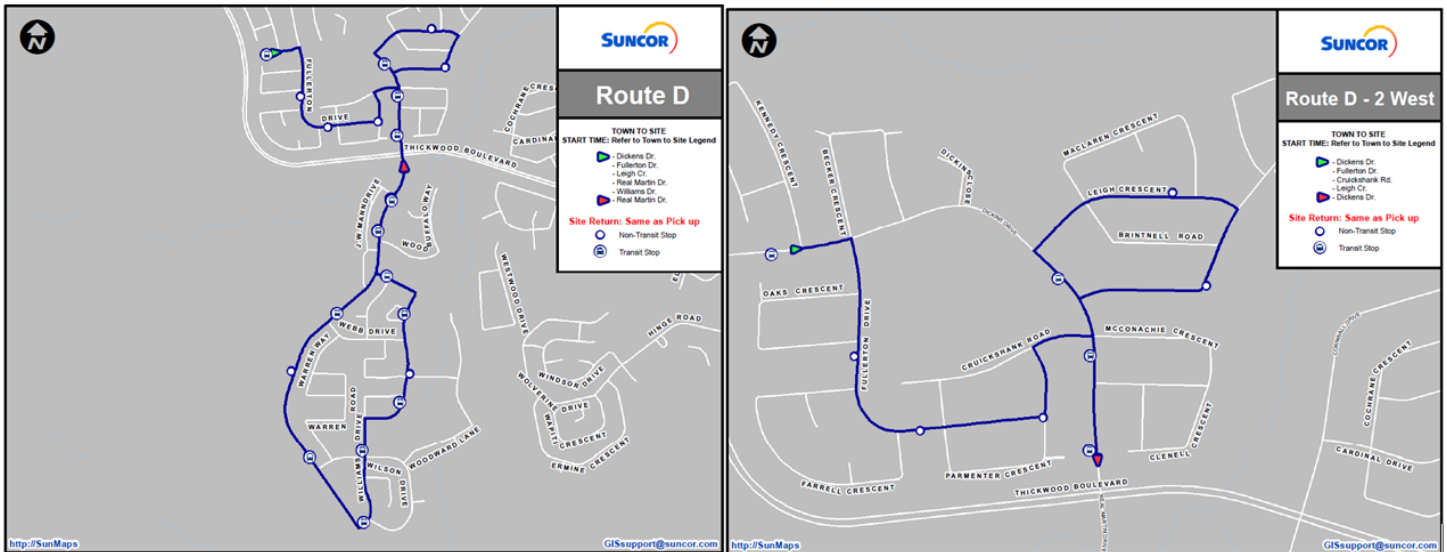 N
SUNCOR
Route D
TOWN TO SITE
START TIME: Refer to Town to Site Legend
- Dickens Dr.
- Fullerton Dr.
- Leigh Cr.
- Real Martin Dr.
- Williams Dr.
- Real Martin Dr.
Site Return: Same as Pick up
Non-Transit Stop
Transit Stop
FULLERTON
DRIVE
COCHRANE CRES
CARDINAL
THICKWOOD BOULEVARD
J.W.MANN DRIVE
BUFFALO WAY
WOOD
WESTWOOD DRIVE
HINGE ROAD
WEBB DRIVE
WARREN WAY
WINDSOR DRIVE
WOLVERINE DRIVE
WAPITI
CRESCENT
ERMINE CRESCENT
WARREN
ROAD
WILLIAMS DRIVE
WILSON DRIVE
WOODWARD LANE
http://SunMaps
GISsupport@suncor.com
N
SUNCOR
Route D - 2 West
TOWN TO SITE
START TIME: Refer to Town to Site Legend
- Dickens Dr.
- Fullerton Dr.
- Cruickshank Rd.
- Leigh Cr.
- Dickens Dr.
Site Return: Same as Pick up
Non-Transit Stop
Transit Stop
KENNEDY CRESCENT
BECKER CRESCENT
DICKINS CLOSE
DICKINS DRIVE
MACLAREN CRESCENT
LEIGH CRESCENT
BRINTNELL ROAD
OAKS CRESCENT
FULLERTON DRIVE
CRUICKSHANK ROAD
MCCONACHIE CRESCENT
CORNWALL DRIVE
COCHRANE CRESCENT
CARDINAL DRIVE
CLENELL CRESCENT
PARMENTER CRESCENT
FARRELL CRESCENT
THICKWOOD BOULEVARD
REAL MARTIN DRIVE
http://SunMaps
GISsupport@suncor.com